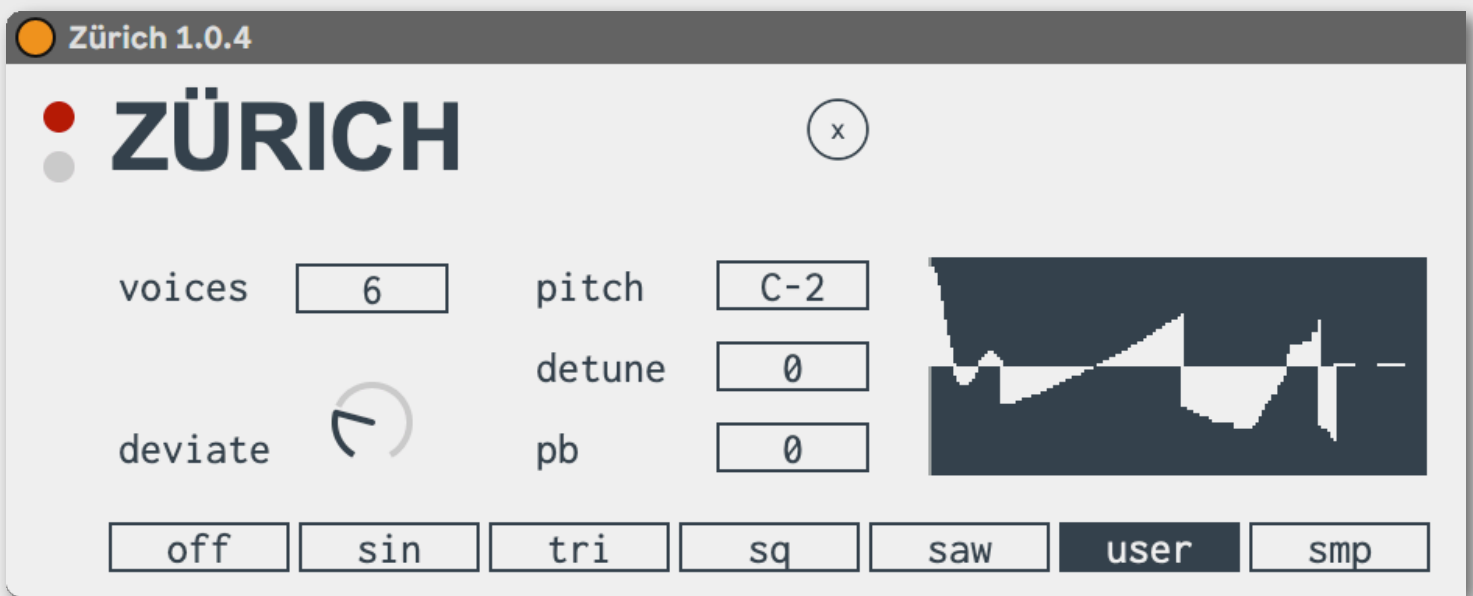 Zürich 1.0.4
ZÜRICH
x
voices 6 pitch C-2
detune 0
deviate pb 0
off sin tri sq saw user smp